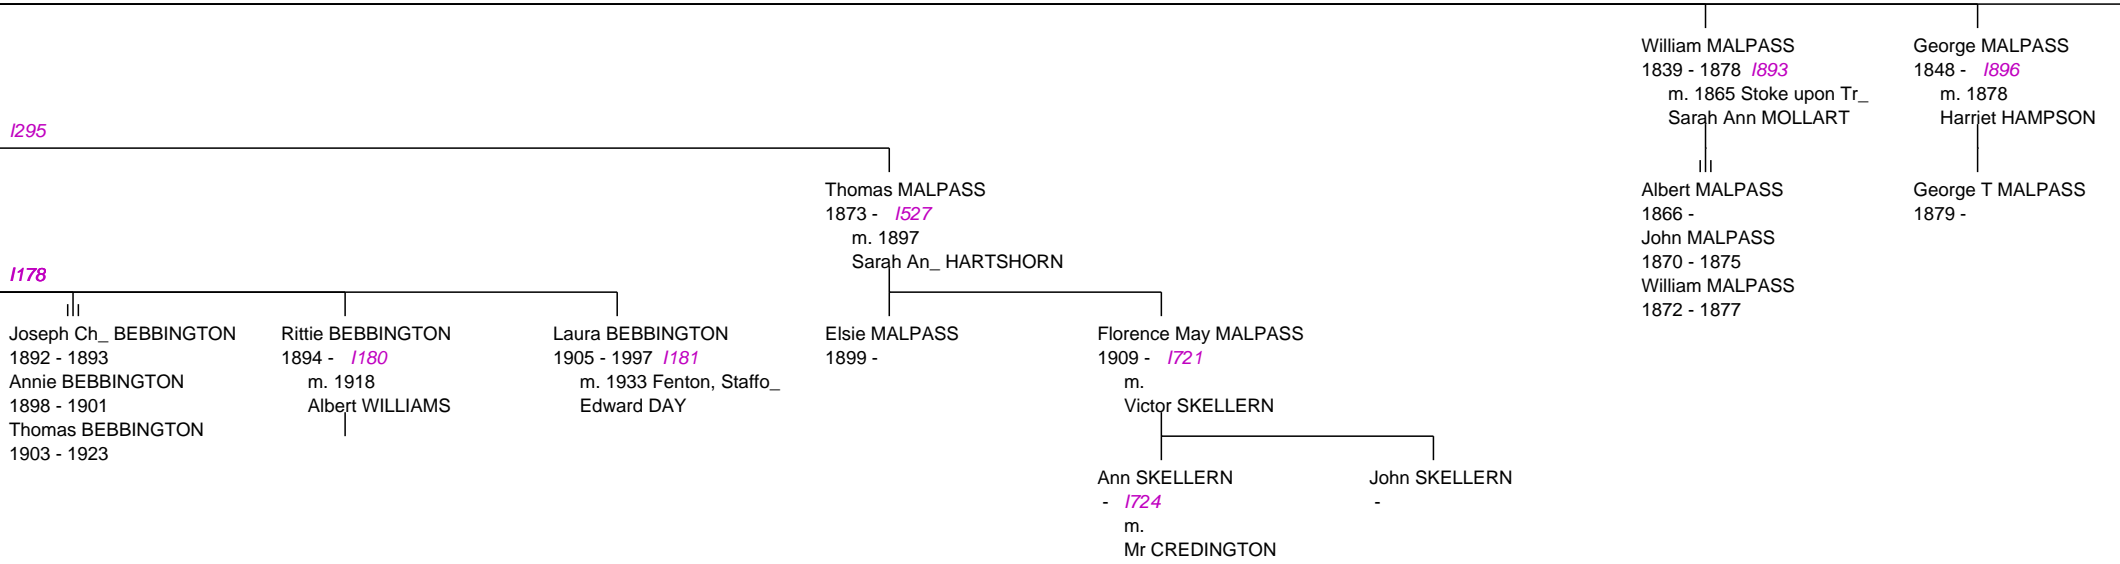 William MALPASS
1839 - 1878 I893
m. 1865 Stoke upon Tr_
Sarah Ann MOLLART
George MALPASS
1848 - I896
m. 1878
Harriet HAMPSON
I295
Thomas MALPASS
1873 - I527
m. 1897
Sarah An_ HARTSHORN
Albert MALPASS
1866 -
John MALPASS
1870 - 1875
William MALPASS
1872 - 1877
George T MALPASS
1879 -
I178
Joseph Ch_ BEBBINGTON
1892 - 1893
Annie BEBBINGTON
1898 - 1901
Thomas BEBBINGTON
1903 - 1923
Rittie BEBBINGTON
1894 - I180
m. 1918
Albert WILLIAMS
Laura BEBBINGTON
1905 - 1997 I181
m. 1933 Fenton, Staffo_
Edward DAY
Elsie MALPASS
1899 -
Florence May MALPASS
1909 - I721
m.
Victor SKELLERN
Ann SKELLERN
- I724
m.
Mr CREDINGTON
John SKELLERN
-